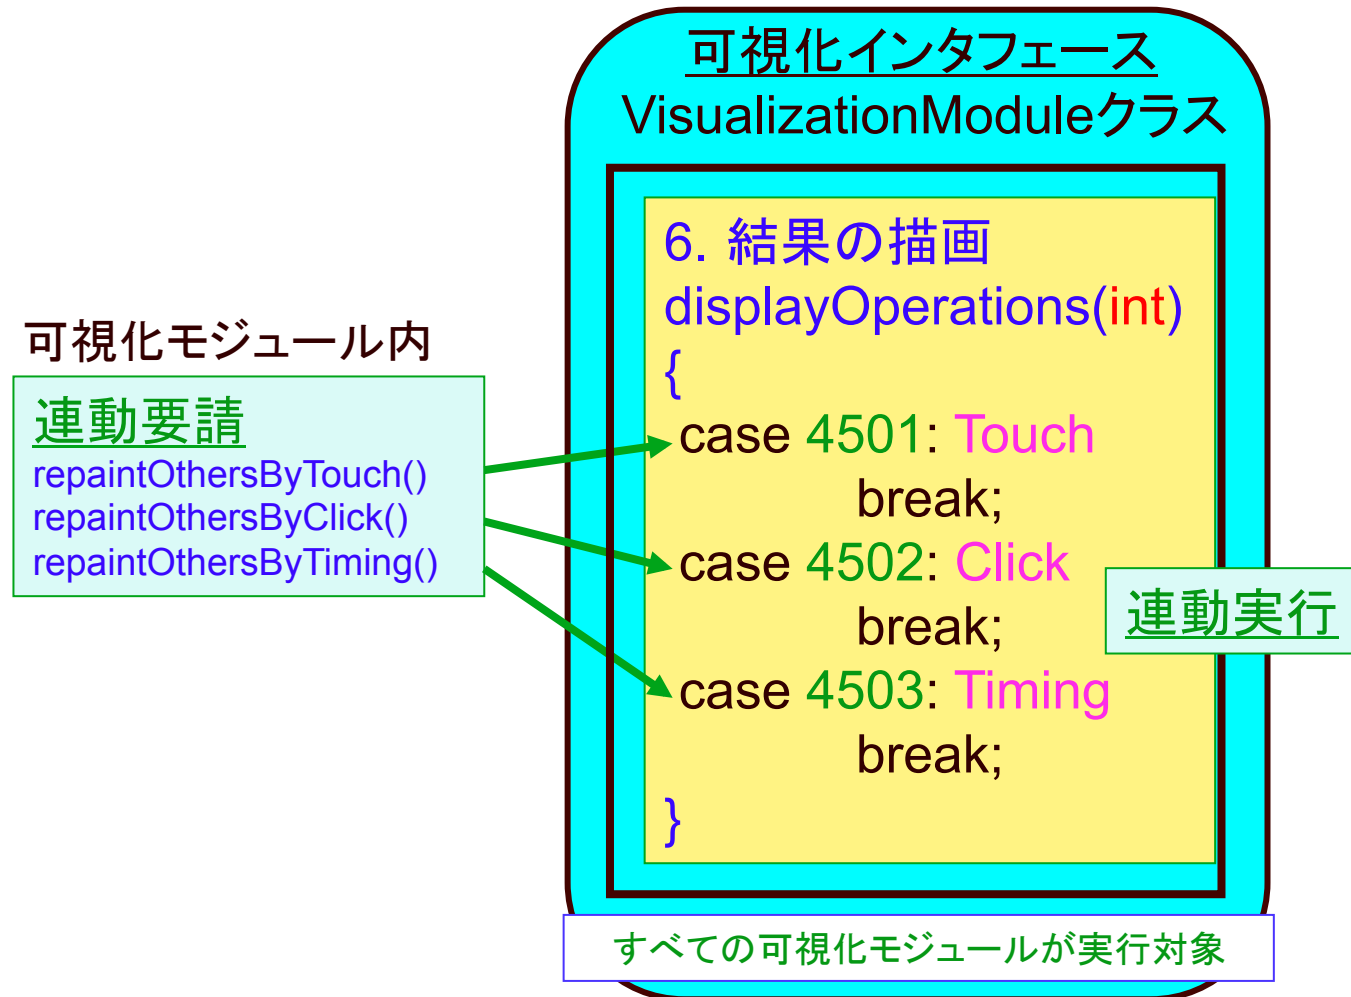 可視化インタフェース
VisualizationModuleクラス
6. 結果の描画
displayOperations(int)
{
case 4501: Touch
break;
case 4502: Click
break;
case 4503: Timing
break;
}
可視化モジュール内
連動要請
repaintOthersByTouch()
repaintOthersByClick()
repaintOthersByTiming()
連動実行
すべての可視化モジュールが実行対象